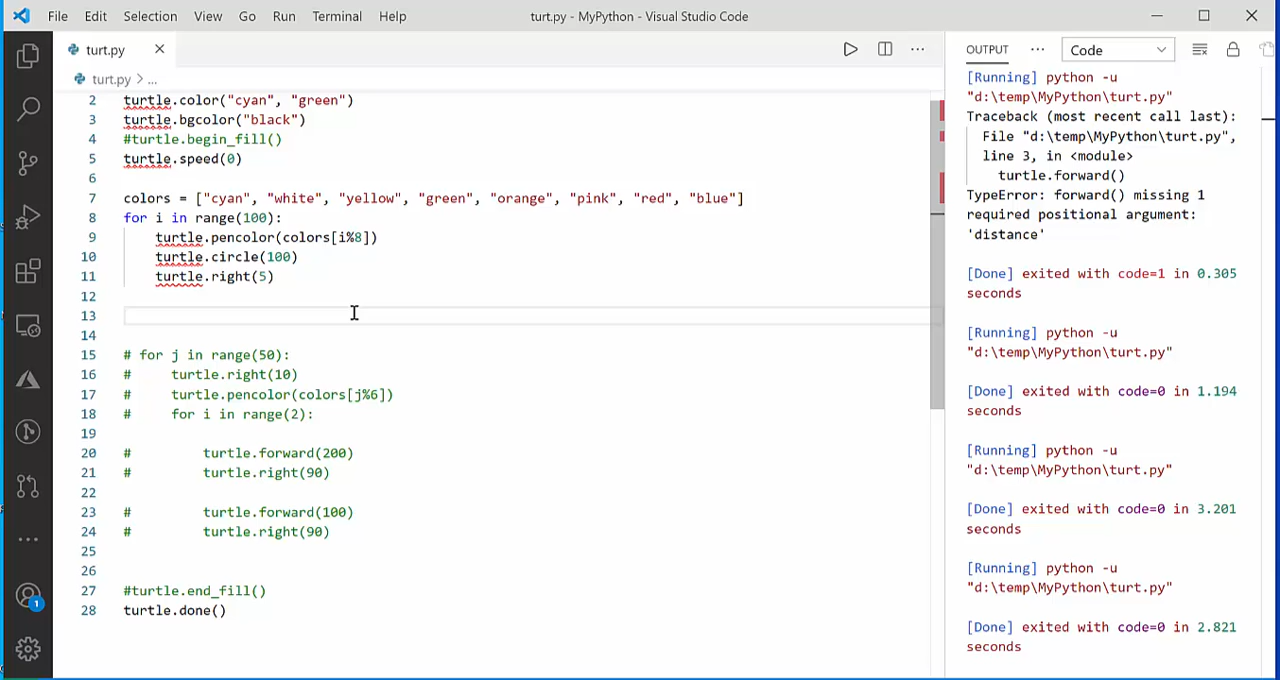 File Edit Selection View Go Run Terminal Help turt.py - MyPython - Visual Studio Code
turt.py
turt.py > ...
2 turtle.color("cyan", "green")
3 turtle.bgcolor("black")
4 #turtle.begin_fill()
5 turtle.speed(0)
6
7 colors = ["cyan", "white", "yellow", "green", "orange", "pink", "red", "blue"]
8 for i in range(100):
9 turtle.pencolor(colors[i%8])
10 turtle.circle(100)
11 turtle.right(5)
12
13
14
15 # for j in range(50):
16 # turtle.right(10)
17 # turtle.pencolor(colors[j%6])
18 # for i in range(2):
19
20 # turtle.forward(200)
21 # turtle.right(90)
22
23 # turtle.forward(100)
24 # turtle.right(90)
25
26
27 #turtle.end_fill()
28 turtle.done()
1
OUTPUT ... Code
[Running] python -u
"d:\temp\MyPython\turt.py"
Traceback (most recent call last):
File "d:\temp\MyPython\turt.py",
line 3, in <module>
turtle.forward()
TypeError: forward() missing 1
required positional argument:
'distance'
[Done] exited with code=1 in 0.305
seconds
[Running] python -u
"d:\temp\MyPython\turt.py"
[Done] exited with code=0 in 1.194
seconds
[Running] python -u
"d:\temp\MyPython\turt.py"
[Done] exited with code=0 in 3.201
seconds
[Running] python -u
"d:\temp\MyPython\turt.py"
[Done] exited with code=0 in 2.821
seconds